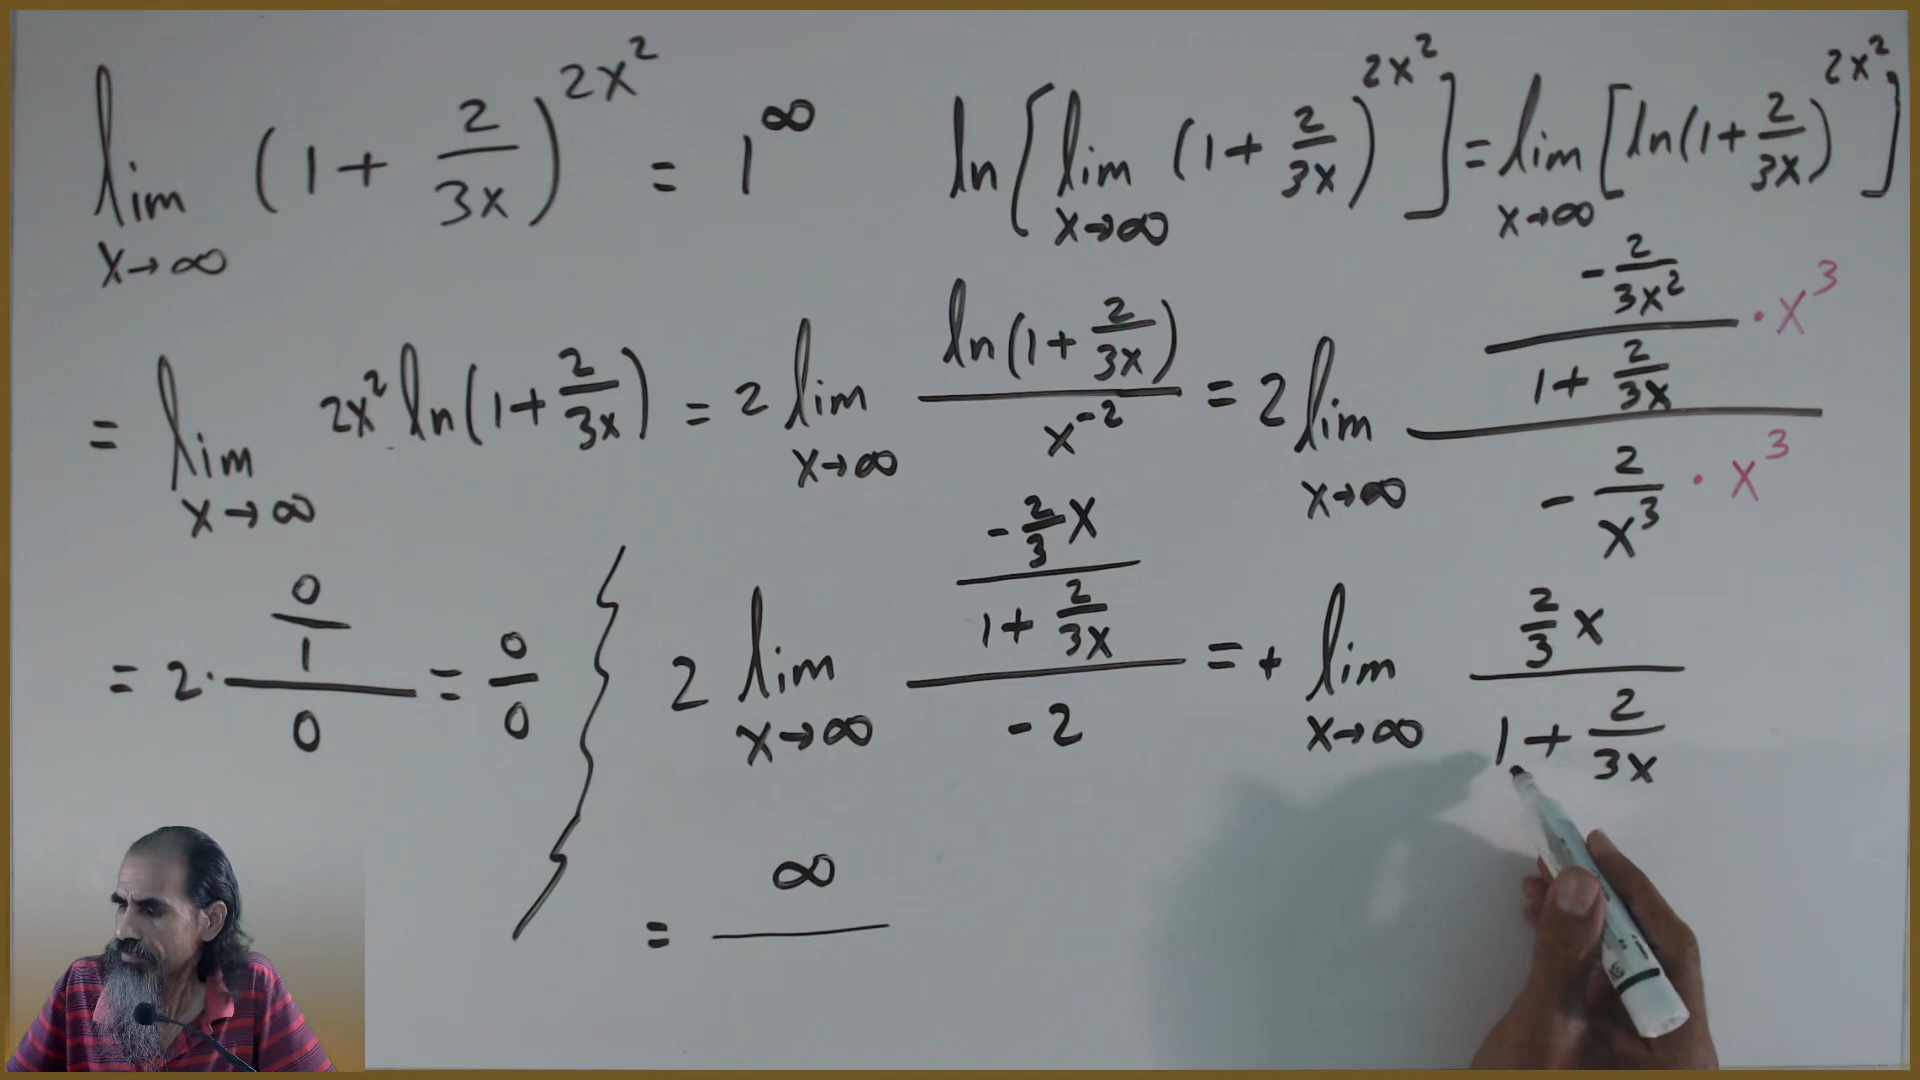 lim x→∞ (1 + 2/3x)^2x² = 1^∞
ln[lim x→∞ (1 + 2/3x)^2x²] = lim x→∞ [ln(1 + 2/3x)^2x²]
= lim x→∞ 2x² ln(1 + 2/3x) = 2 lim x→∞ ln(1 + 2/3x) / x⁻² = 2 lim x→∞ ((-2/3x²) / (1 + 2/3x) · x³) / (-2/x³ · x³)
= 2 · (0/1)/0 = 0/0
2 lim x→∞ ((-2/3 x) / (1 + 2/3x)) / -2 = + lim x→∞ (2/3 x) / (1 + 2/3x)
= ∞/